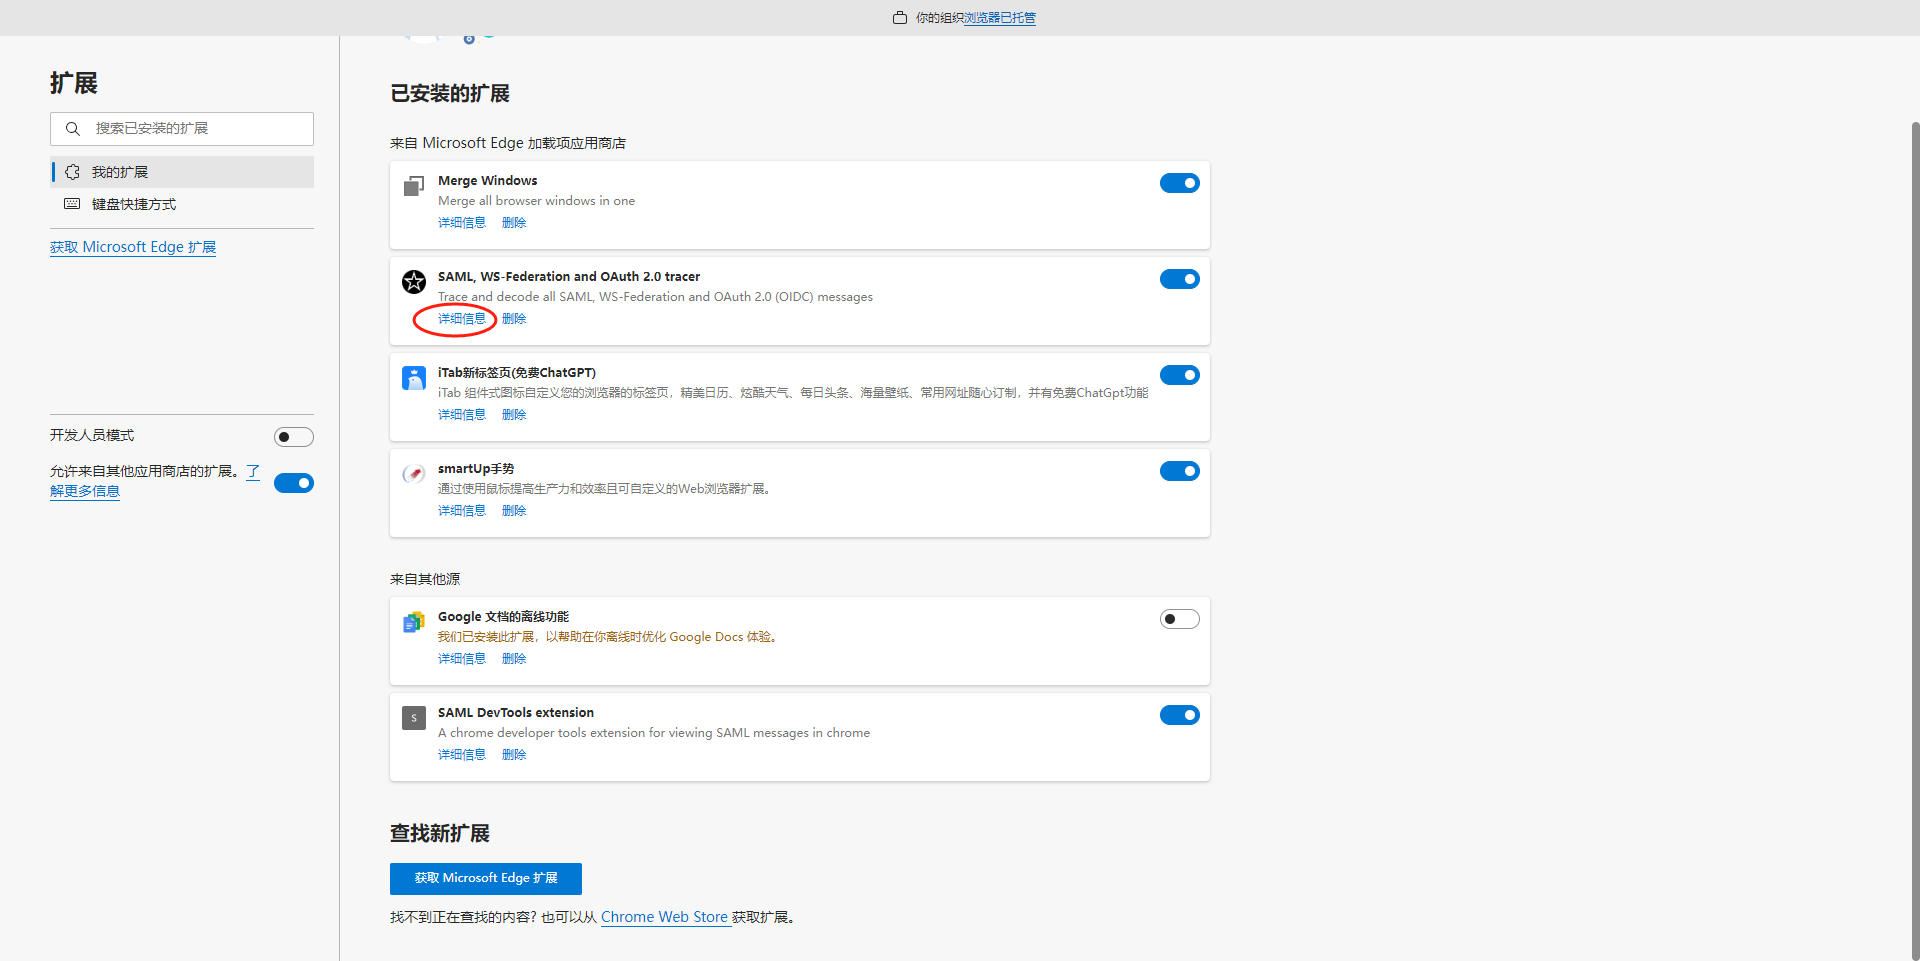 你的组织浏览器已托管
扩展
搜索已安装的扩展
我的扩展
键盘快捷方式
获取 Microsoft Edge 扩展
开发人员模式
允许来自其他应用商店的扩展。了
解更多信息
已安装的扩展
来自 Microsoft Edge 加载项应用商店
Merge Windows
Merge all browser windows in one
详细信息 删除
SAML, WS-Federation and OAuth 2.0 tracer
Trace and decode all SAML, WS-Federation and OAuth 2.0 (OIDC) messages
详细信息 删除
iTab新标签页(免费ChatGPT)
iTab 组件式图标自定义您的浏览器的标签页，精美日历、炫酷天气、每日头条、海量壁纸、常用网址随心订制，并有免费ChatGpt功能
详细信息 删除
smartUp手势
通过使用鼠标提高生产力和效率且可自定义的Web浏览器扩展。
详细信息 删除
来自其他源
Google 文档的离线功能
我们已安装此扩展，以帮助在你离线时优化 Google Docs 体验。
详细信息 删除
S
SAML DevTools extension
A chrome developer tools extension for viewing SAML messages in chrome
详细信息 删除
查找新扩展
获取 Microsoft Edge 扩展
找不到正在查找的内容? 也可以从 Chrome Web Store 获取扩展。